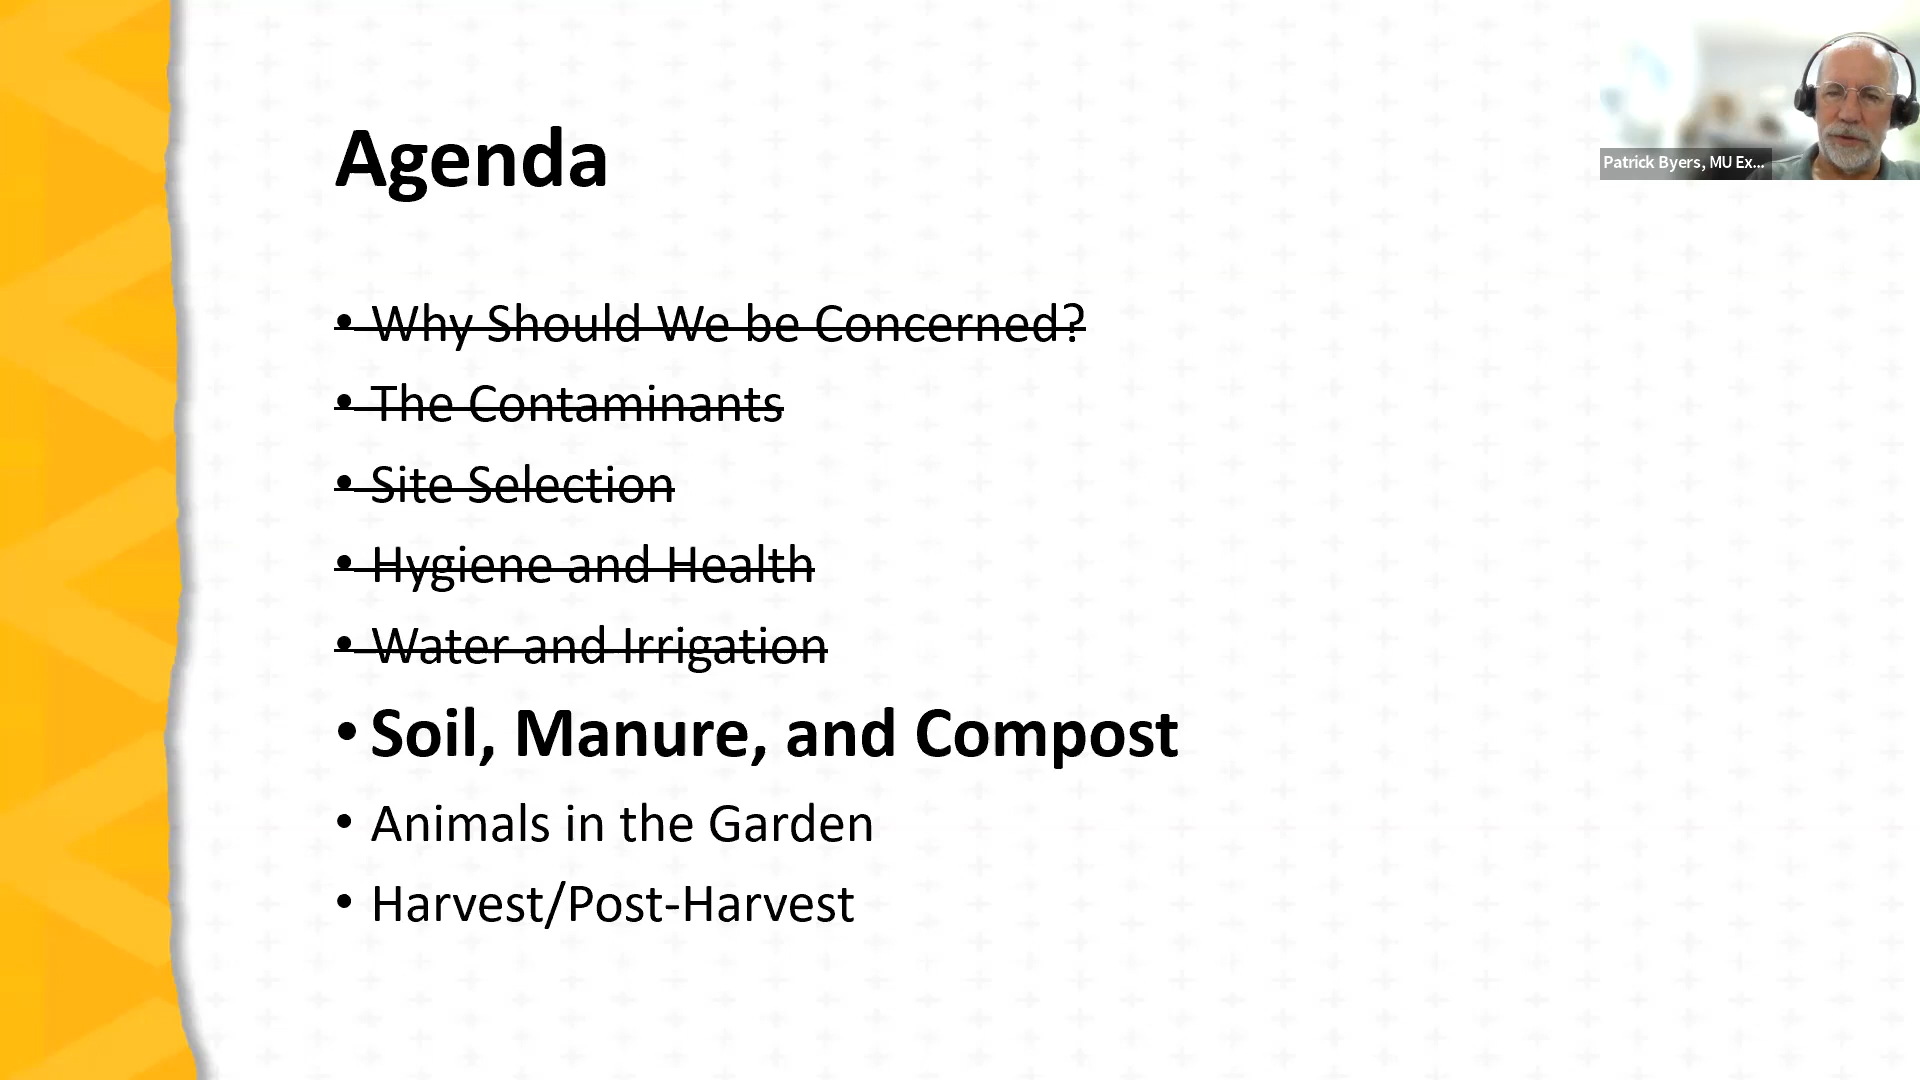 Agenda
• Why Should We be Concerned?
• The Contaminants
• Site Selection
• Hygiene and Health
• Water and Irrigation
• Soil, Manure, and Compost
• Animals in the Garden
• Harvest/Post-Harvest
Patrick Byers, MU Ex...